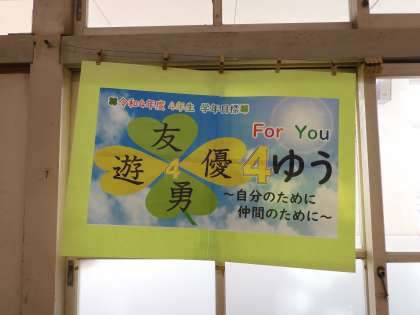 令和4年度 4年生 学年目標
For You
友
遊 4 優 4ゆう
勇
～自分のために
仲間のために～